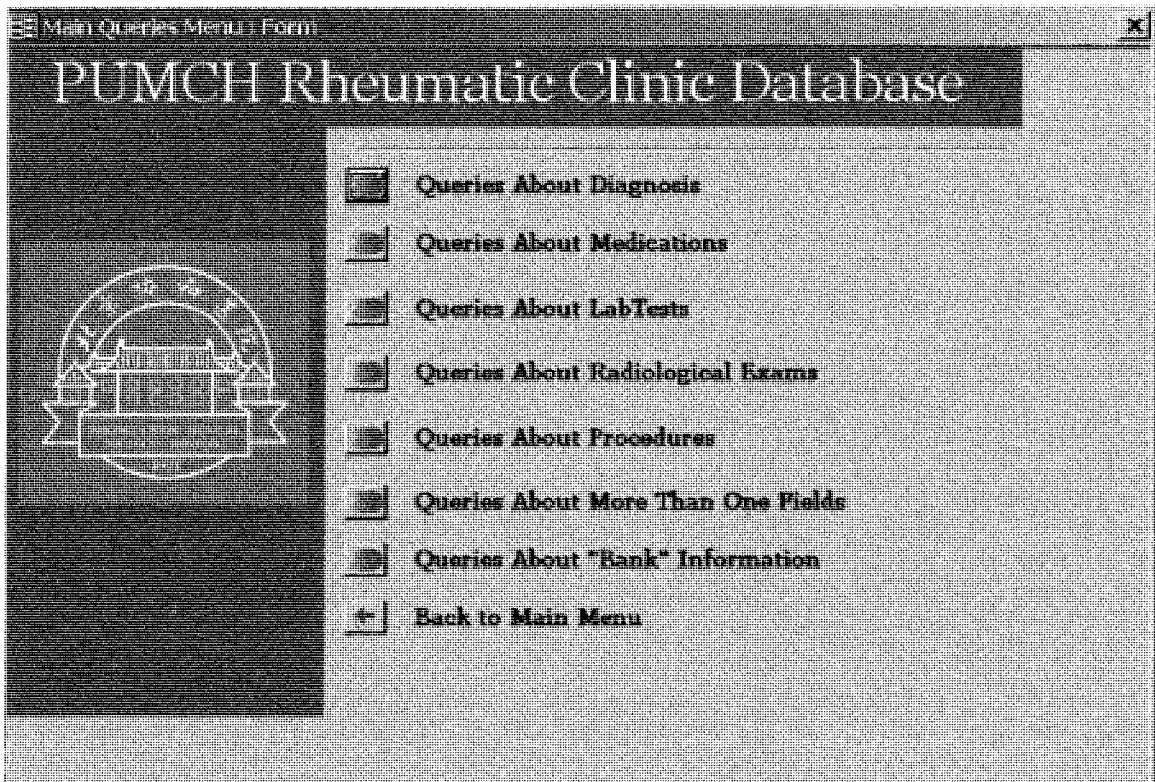 Main Queries Menu : Form
PUMCH Rheumatic Clinic Database
Queries About Diagnosis
Queries About Medications
Queries About LabTests
Queries About Radiological Exams
Queries About Procedures
Queries About More Than One Fields
Queries About "Bank" Information
Back to Main Menu